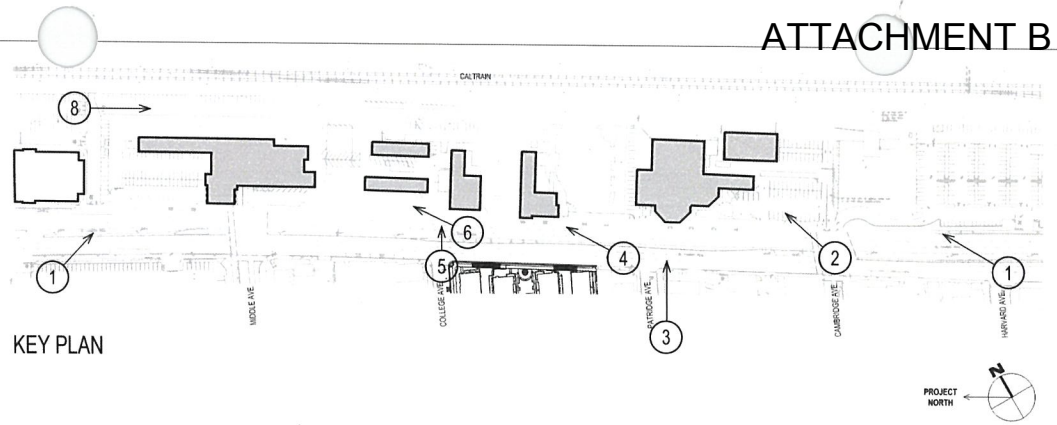 ATTACHMENT B
CALTRAIN
8
1
6
5
4
2
1
3
MIDDLE AVE.
COLLEGE AVE.
PATRIDGE AVE.
CAMBRIDGE AVE.
HARVARD AVE.
KEY PLAN
N
PROJECT
NORTH